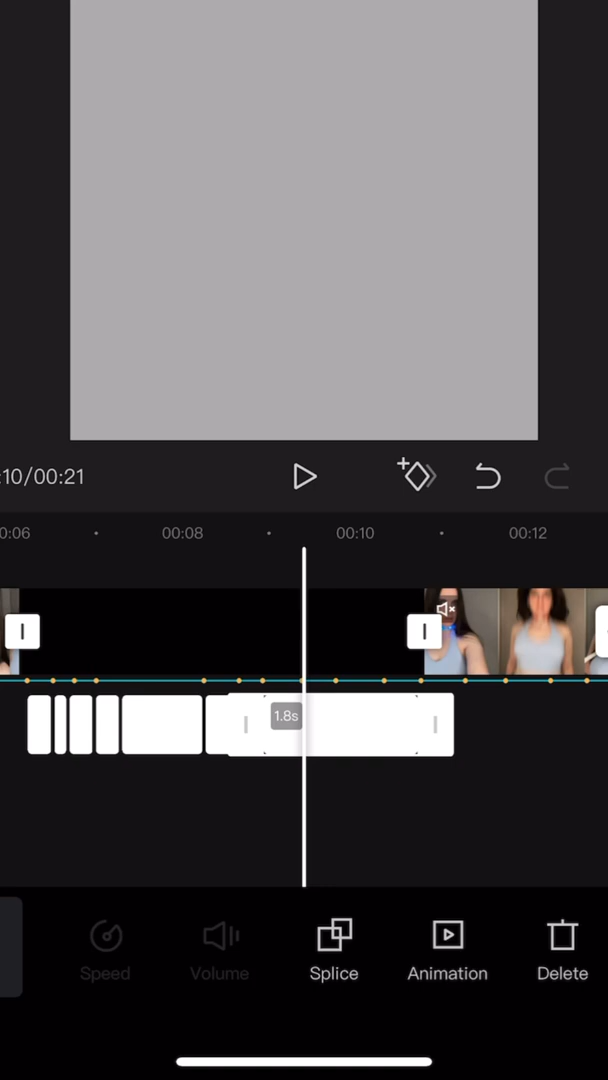 :10/00:21
0:06
00:08
00:10
00:12
1.8s
Speed
Volume
Splice
Animation
Delete